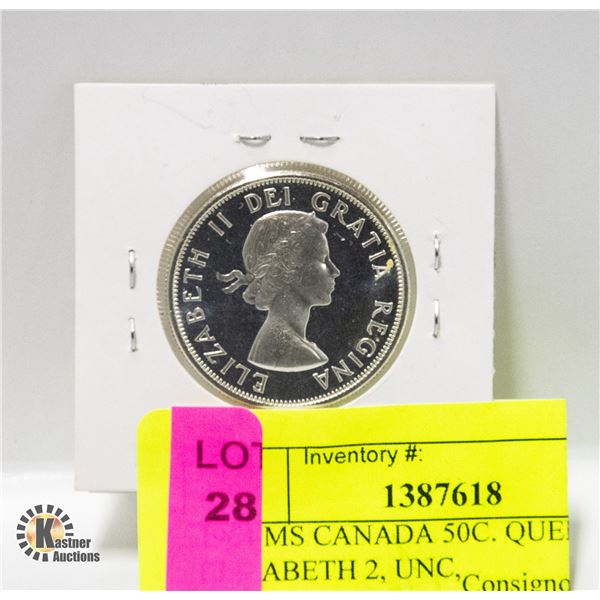 ELIZABETH II DEI GRATIA REGINA
LOT
28
Inventory #:
1387618
MS CANADA 50C. QUE
ABETH 2, UNC,
Consigno
K
Kastner
Auctions